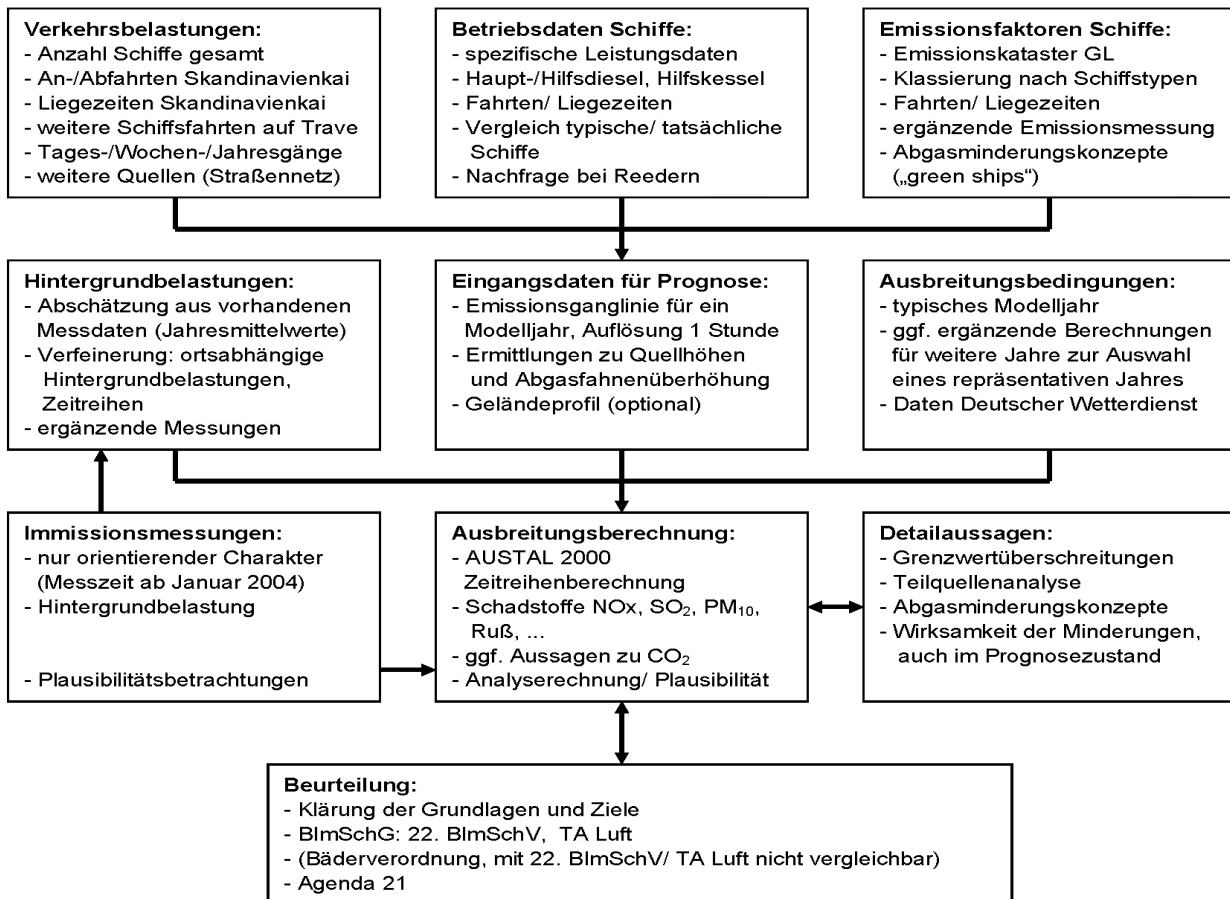 Verkehrsbelastungen:
- Anzahl Schiffe gesamt
- An-/Abfahrten Skandinavienkai
- Liegezeiten Skandinavienkai
- weitere Schiffsfahrten auf Trave
- Tages-/Wochen-/Jahresgänge
- weitere Quellen (Straßennetz)
Betriebsdaten Schiffe:
- spezifische Leistungsdaten
- Haupt-/Hilfsdiesel, Hilfskessel
- Fahrten/ Liegezeiten
- Vergleich typische/ tatsächliche
Schiffe
- Nachfrage bei Reedern
Emissionsfaktoren Schiffe:
- Emissionskataster GL
- Klassierung nach Schiffstypen
- Fahrten/ Liegezeiten
- ergänzende Emissionsmessung
- Abgasminderungskonzepte
(„green ships“)
Hintergrundbelastungen:
- Abschätzung aus vorhandenen
Messdaten (Jahresmittelwerte)
- Verfeinerung: ortsabhängige
Hintergrundbelastungen,
Zeitreihen
- ergänzende Messungen
Eingangsdaten für Prognose:
- Emissionsganglinie für ein
Modelljahr, Auflösung 1 Stunde
- Ermittlungen zu Quellhöhen
und Abgasfahnenüberhöhung
- Geländeprofil (optional)
Ausbreitungsbedingungen:
- typisches Modelljahr
- ggf. ergänzende Berechnungen
für weitere Jahre zur Auswahl
eines repräsentativen Jahres
- Daten Deutscher Wetterdienst
Immissionsmessungen:
- nur orientierender Charakter
(Messzeit ab Januar 2004)
- Hintergrundbelastung
- Plausibilitätsbetrachtungen
Ausbreitungsberechnung:
- AUSTAL 2000
Zeitreihenberechnung
- Schadstoffe NOx, SO₂, PM₁₀,
Ruß, ...
- ggf. Aussagen zu CO₂
- Analyserechnung/ Plausibilität
Detailaussagen:
- Grenzwertüberschreitungen
- Teilquellenanalyse
- Abgasminderungskonzepte
- Wirksamkeit der Minderungen,
auch im Prognosezustand
Beurteilung:
- Klärung der Grundlagen und Ziele
- BImSchG: 22. BImSchV, TA Luft
- (Bäderverordnung, mit 22. BImSchV/ TA Luft nicht vergleichbar)
- Agenda 21